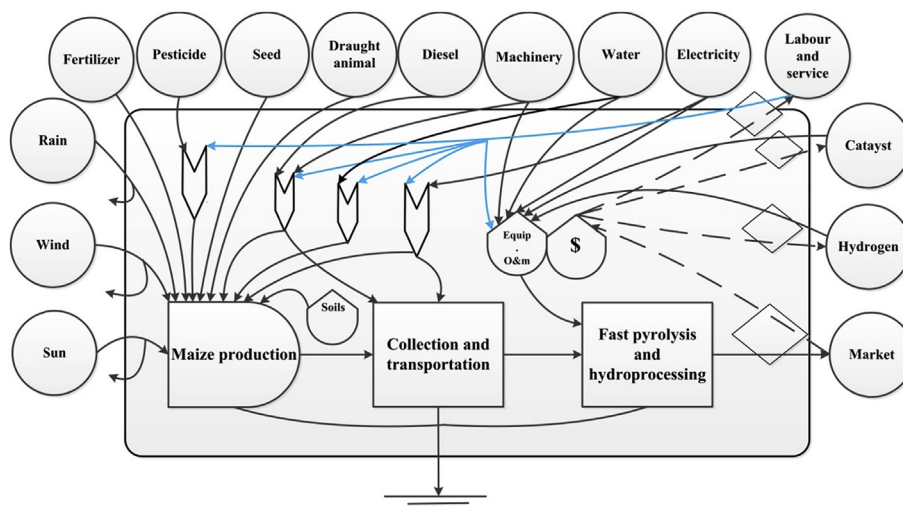 Fertilizer
Pesticide
Seed
Draught
animal
Diesel
Machinery
Water
Electricity
Labour
and
service
Rain
Catayst
Wind
Equip
.
O&m
$
Hydrogen
Soils
Sun
Maize production
Collection and
transportation
Fast pyrolysis
and
hydroprocessing
Market